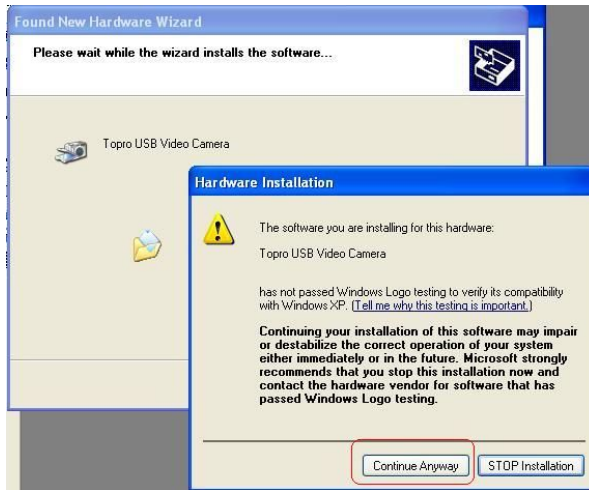 Found New Hardware Wizard
Please wait while the wizard installs the software...
Topro USB Video Camera
Hardware Installation
The software you are installing for this hardware:
Topro USB Video Camera
has not passed Windows Logo testing to verify its compatibility
with Windows XP. (Tell me why this testing is important.)
Continuing your installation of this software may impair
or destabilize the correct operation of your system
either immediately or in the future. Microsoft strongly
recommends that you stop this installation now and
contact the hardware vendor for software that has
passed Windows Logo testing.
Continue Anyway
STOP Installation